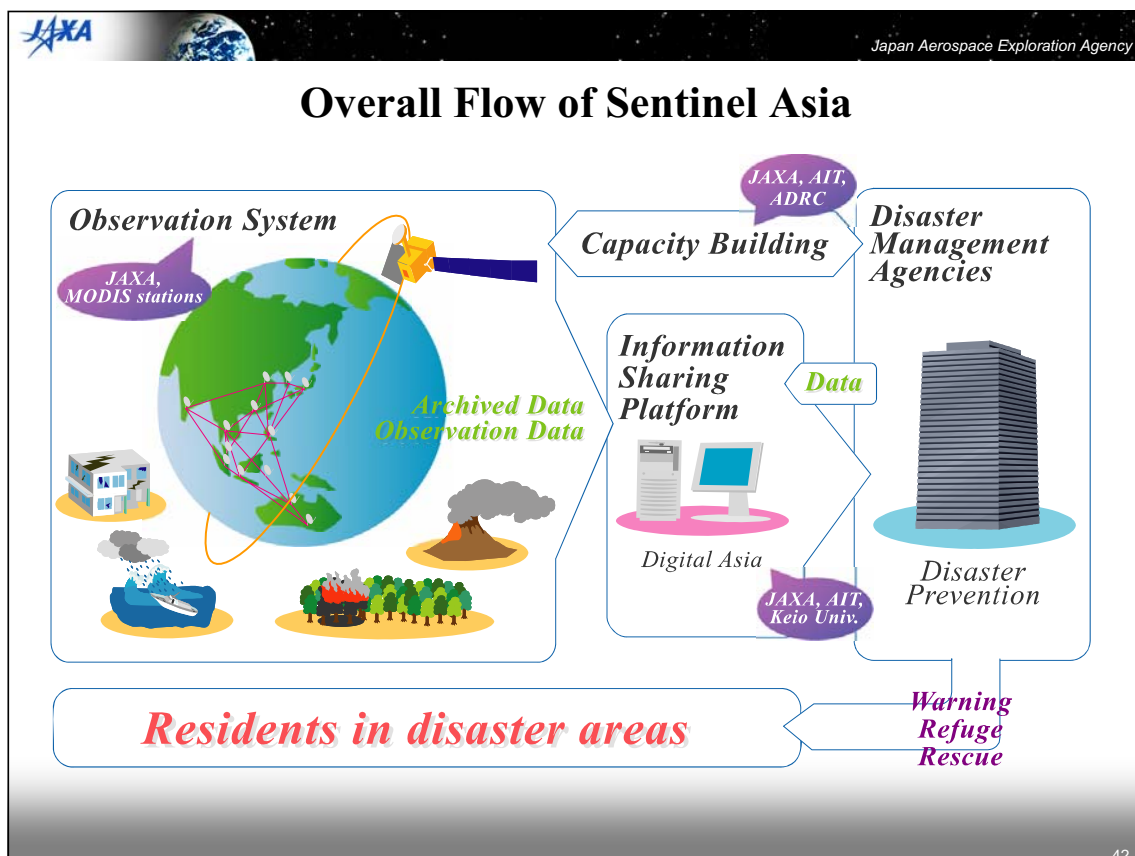 JAXA
Japan Aerospace Exploration Agency
Overall Flow of Sentinel Asia
Observation System
JAXA,
MODIS stations
Archived Data
Observation Data
JAXA, AIT,
ADRC
Capacity Building
Information
Sharing
Platform
Digital Asia
JAXA, AIT,
Keio Univ.
Data
Disaster
Management
Agencies
Disaster
Prevention
Warning
Refuge
Rescue
Residents in disaster areas
42